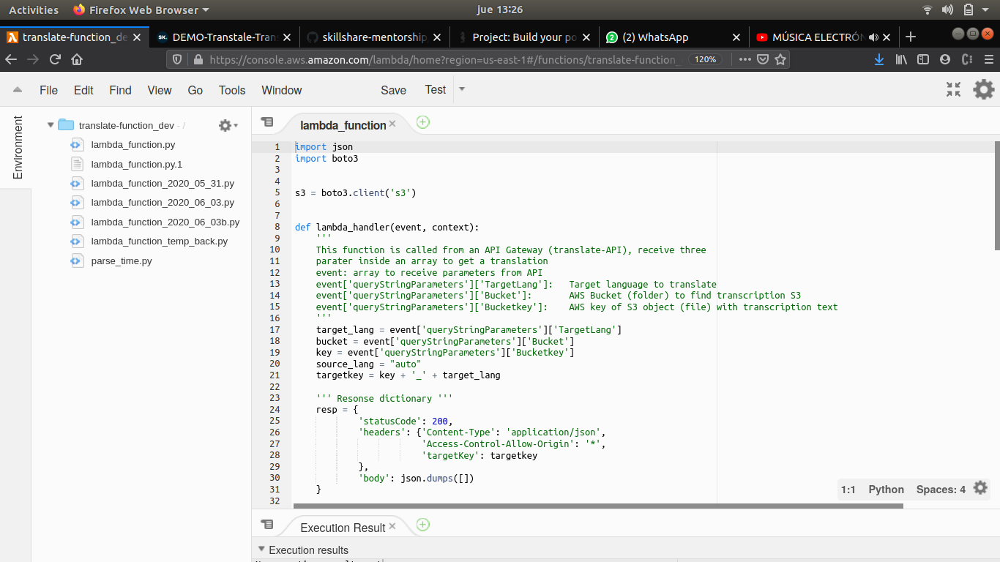 Activities Firefox Web Browser jue 13:26
translate-function_de DEMO-Transtale-Tran skillshare-mentorship Project: Build your po (2) WhatsApp MÚSICA ELECTRÓN
https://console.aws.amazon.com/lambda/home?region=us-east-1#/functions/translate-function_ 120%
File Edit Find View Go Tools Window Save Test
Environment
translate-function_dev - /
lambda_function.py
lambda_function.py.1
lambda_function_2020_05_31.py
lambda_function_2020_06_03.py
lambda_function_2020_06_03b.py
lambda_function_temp_back.py
parse_time.py
lambda_function
1 import json
2 import boto3
3
4
5 s3 = boto3.client('s3')
6
7
8 def lambda_handler(event, context):
9 '''
10 This function is called from an API Gateway (translate-API), receive three
11 parater inside an array to get a translation
12 event: array to receive parameters from API
13 event['queryStringParameters']['TargetLang']: Target language to translate
14 event['queryStringParameters']['Bucket']: AWS Bucket (folder) to find transcription S3
15 event['queryStringParameters']['Bucketkey']: AWS key of S3 object (file) with transcription text
16 '''
17 target_lang = event['queryStringParameters']['TargetLang']
18 bucket = event['queryStringParameters']['Bucket']
19 key = event['queryStringParameters']['Bucketkey']
20 source_lang = "auto"
21 targetkey = key + '_' + target_lang
22
23 ''' Resonse dictionary '''
24 resp = {
25 'statusCode': 200,
26 'headers': {'Content-Type': 'application/json',
27 'Access-Control-Allow-Origin': '*',
28 'targetKey': targetkey
29 },
30 'body': json.dumps([])
31 }
32
1:1 Python Spaces: 4
Execution Result
Execution results